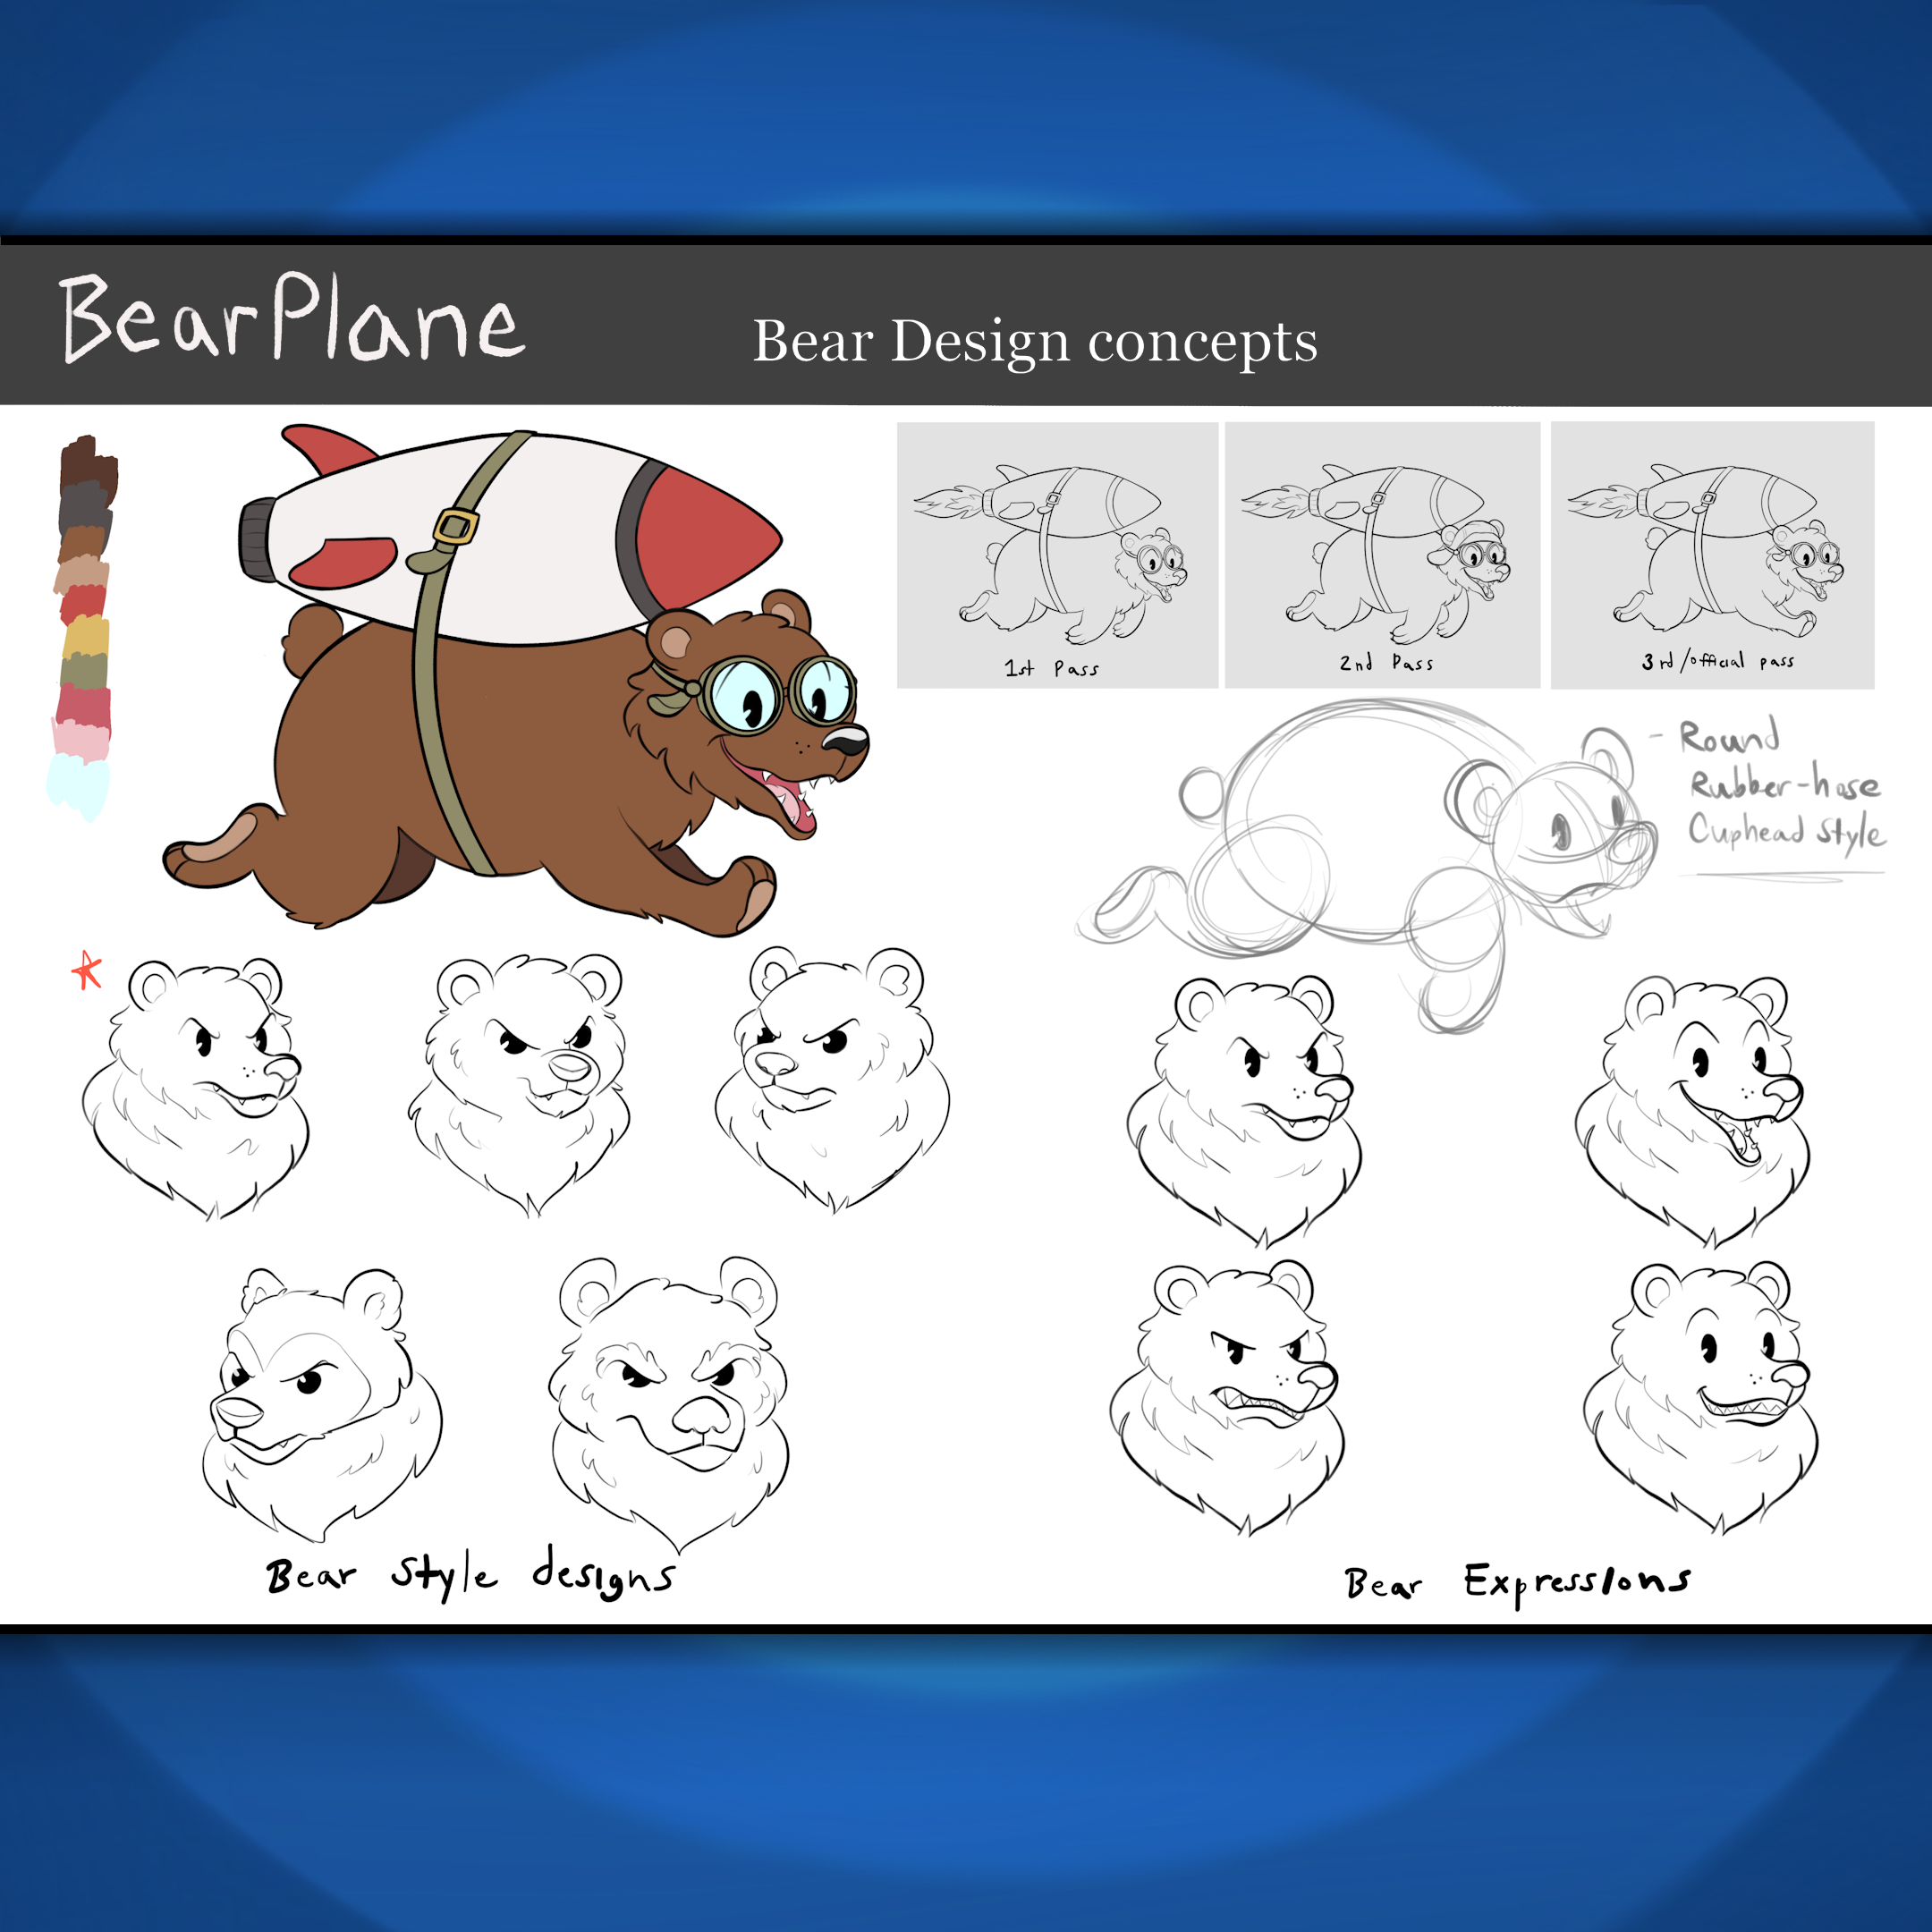 BearPlane
Bear Design concepts
1st Pass
2nd Pass
3rd/official pass
- Round
Rubber-hose
Cuphead Style
Bear Style designs
Bear Expressions